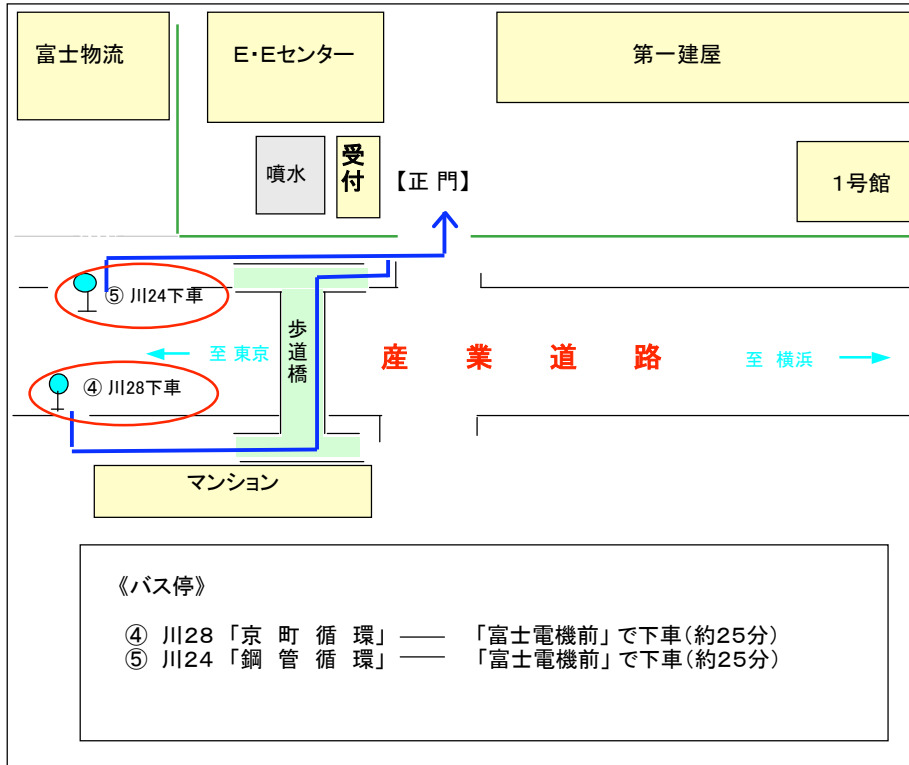 富士物流
E・Eセンター
第一建屋
噴水
受付
【正 門】
1号館
⑤ 川24下車
歩道橋
至 東京
産 業 道 路
至 横浜
④ 川28下車
マンション
《バス停》
④ 川28 「京 町 循 環」 ―― 「富士電機前」で下車(約25分)
⑤ 川24 「鋼 管 循 環」 ―― 「富士電機前」で下車(約25分)